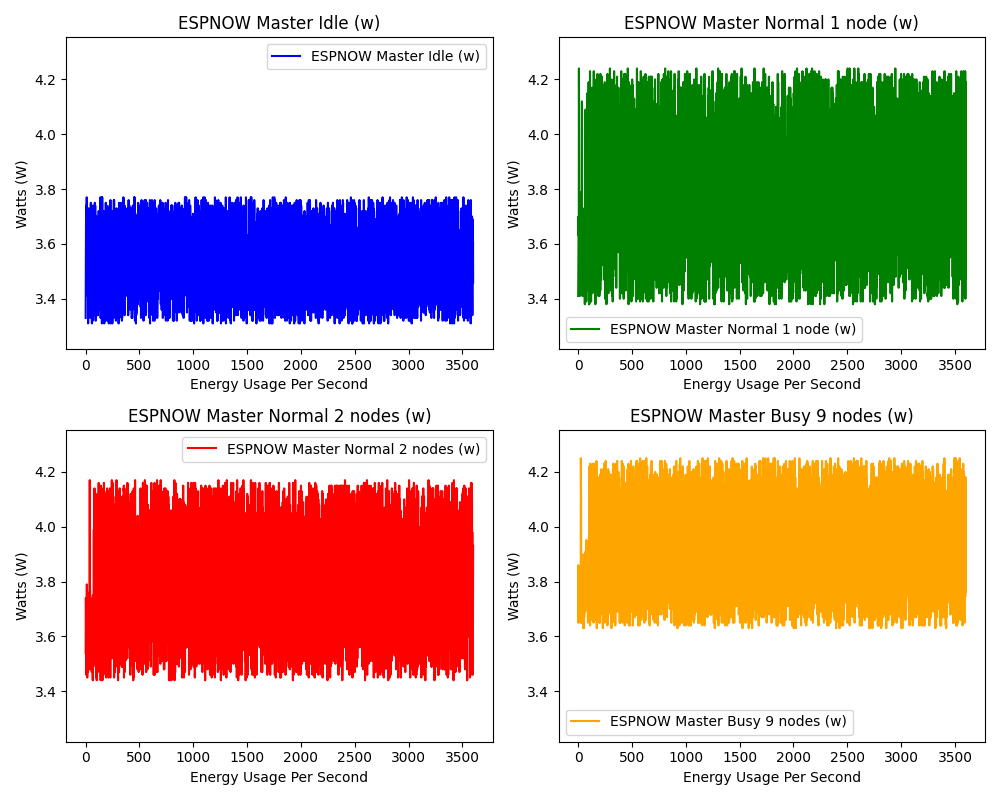 ESPNOW Master Idle (w)
ESPNOW Master Idle (w)
4.2
4.0
3.8
3.6
3.4
Watts (W)
0 500 1000 1500 2000 2500 3000 3500
Energy Usage Per Second
ESPNOW Master Normal 1 node (w)
4.2
4.0
3.8
3.6
3.4
Watts (W)
ESPNOW Master Normal 1 node (w)
0 500 1000 1500 2000 2500 3000 3500
Energy Usage Per Second
ESPNOW Master Normal 2 nodes (w)
ESPNOW Master Normal 2 nodes (w)
4.2
4.0
3.8
3.6
3.4
Watts (W)
0 500 1000 1500 2000 2500 3000 3500
Energy Usage Per Second
ESPNOW Master Busy 9 nodes (w)
4.2
4.0
3.8
3.6
3.4
Watts (W)
ESPNOW Master Busy 9 nodes (w)
0 500 1000 1500 2000 2500 3000 3500
Energy Usage Per Second